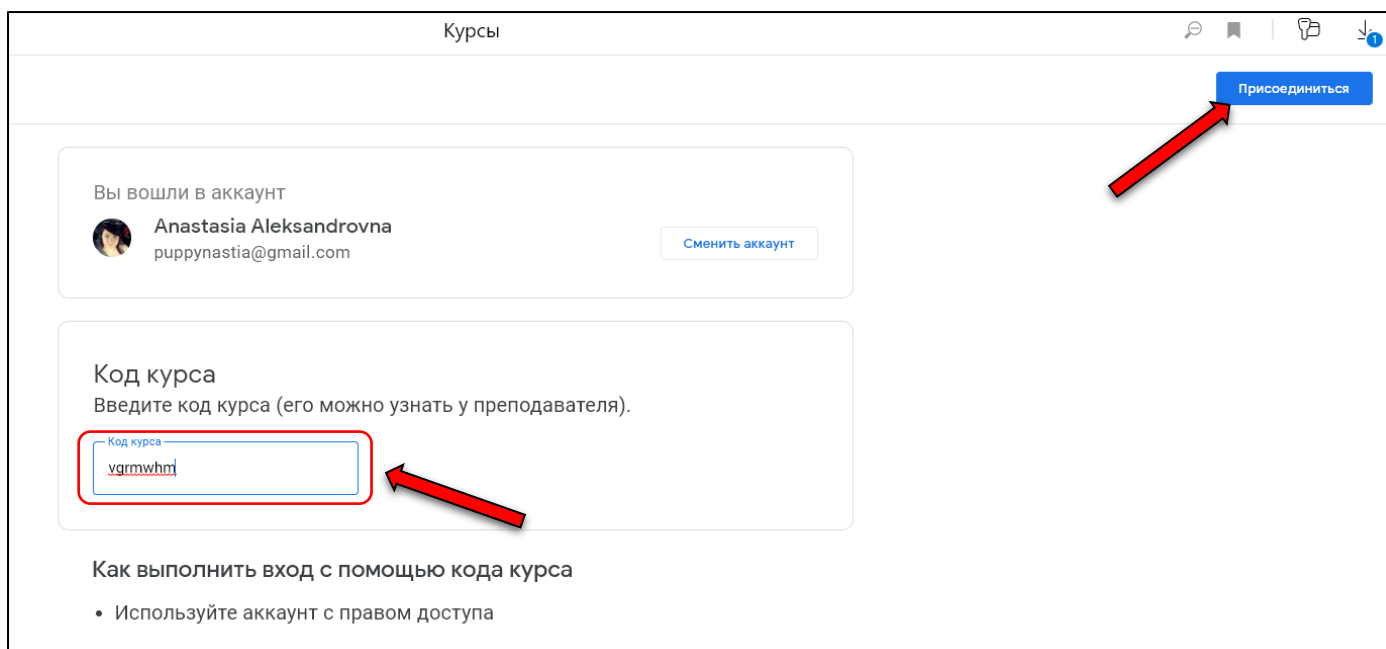 Курсы
1
Присоединиться
Вы вошли в аккаунт
Anastasia Aleksandrovna
puppynastia@gmail.com
Сменить аккаунт
Код курса
Введите код курса (его можно узнать у преподавателя).
Код курса
vgrmwhm
Как выполнить вход с помощью кода курса
• Используйте аккаунт с правом доступа